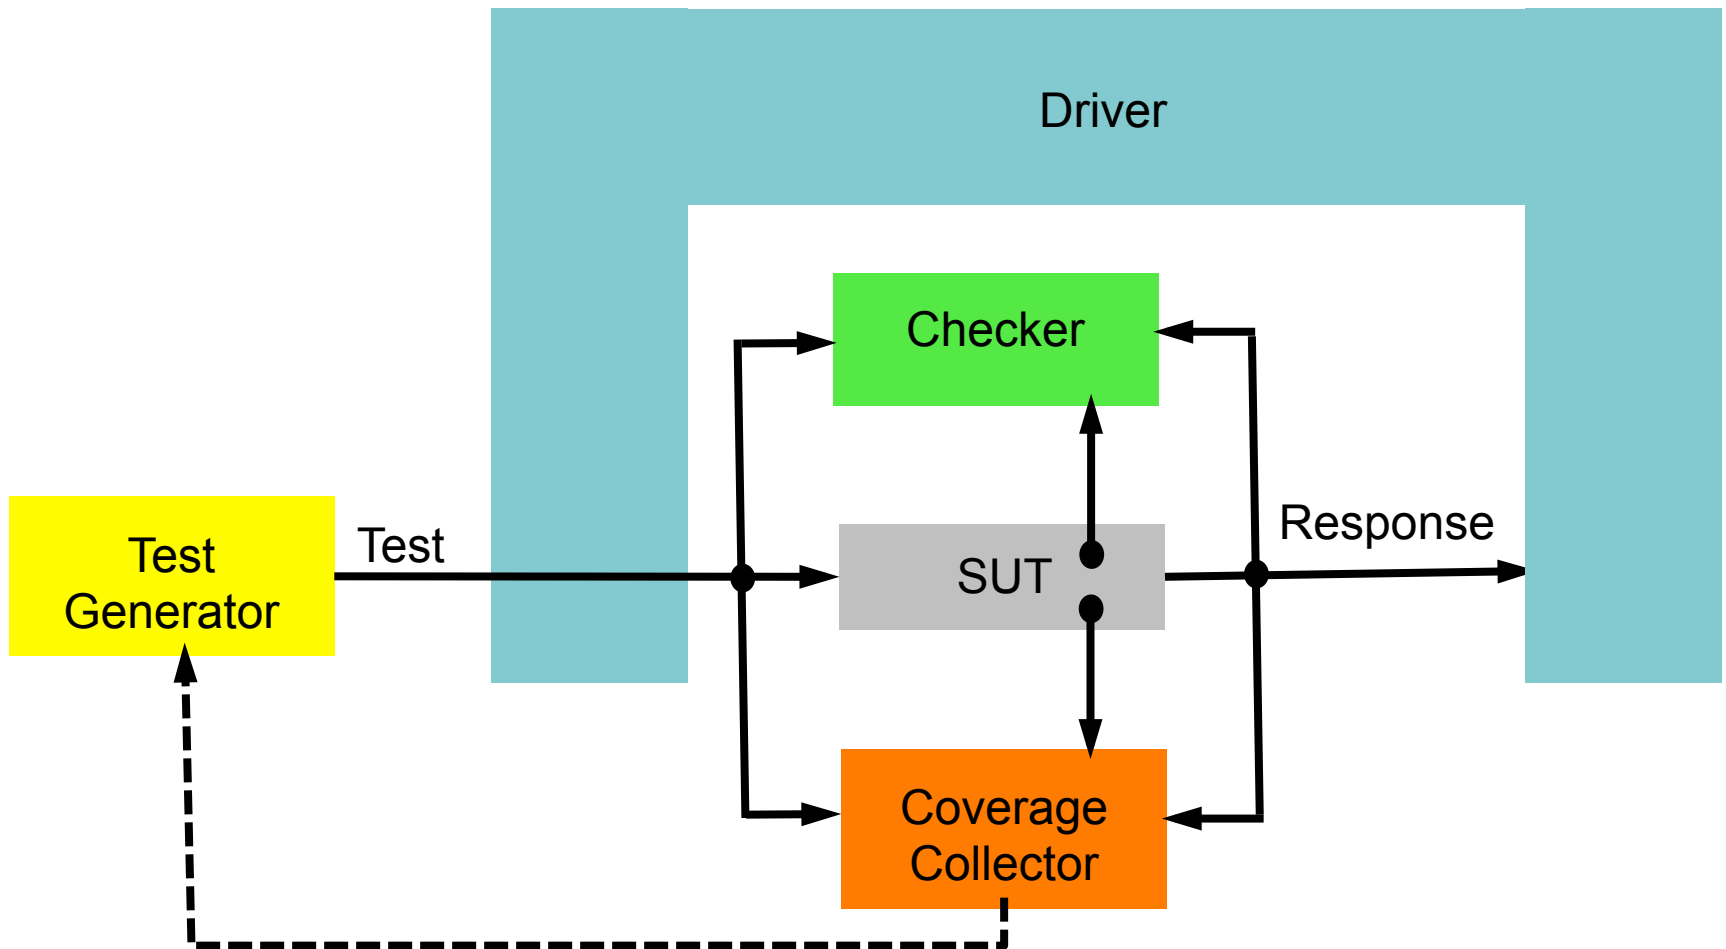 Driver
Checker
Test
Generator
Test
SUT
Response
Coverage
Collector